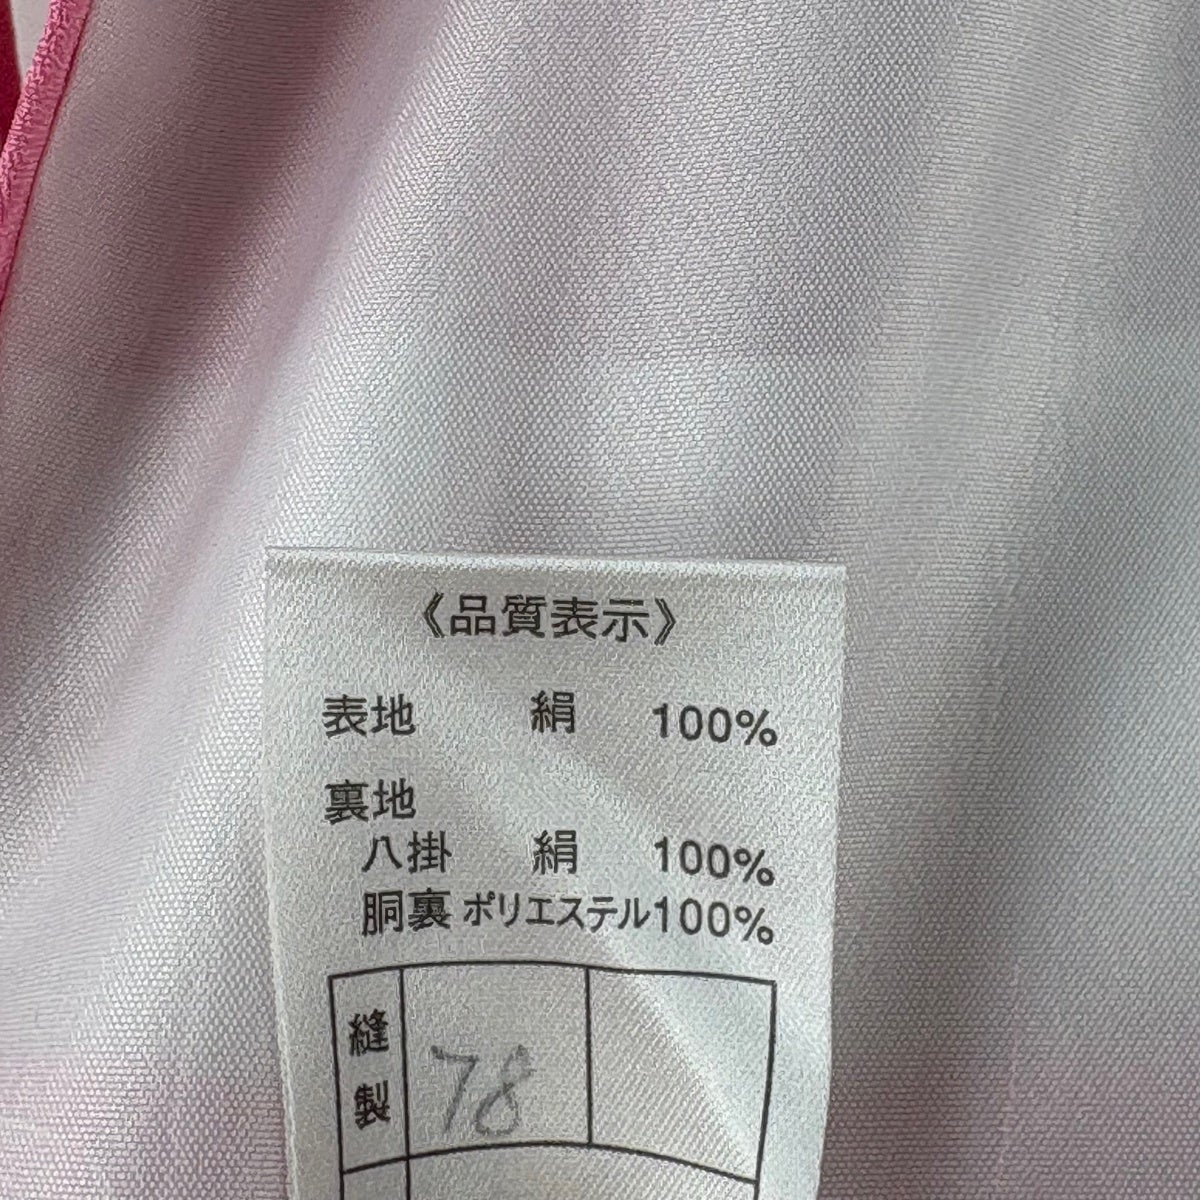 《品質表示》
表地 絹 100%
裏地
八掛 絹 100%
胴裏 ポリエステル100%
縫製 78